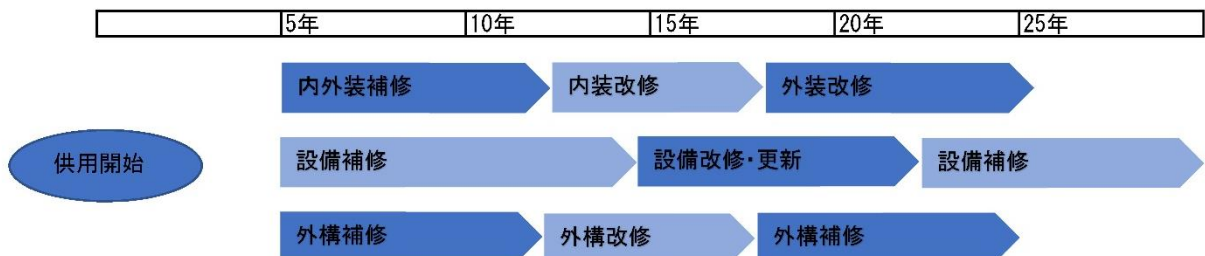 5年 10年 15年 20年 25年
内外装補修 内装改修 外装改修
供用開始 設備補修 設備改修・更新 設備補修
外構補修 外構改修 外構補修